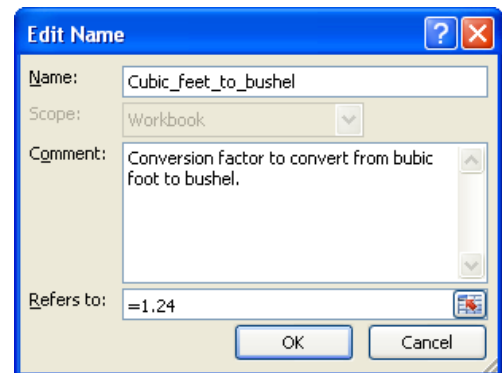 Edit Name
Name: Cubic_feet_to_bushel
Scope: Workbook
Comment: Conversion factor to convert from bubic
foot to bushel.
Refers to: =1.24
OK Cancel